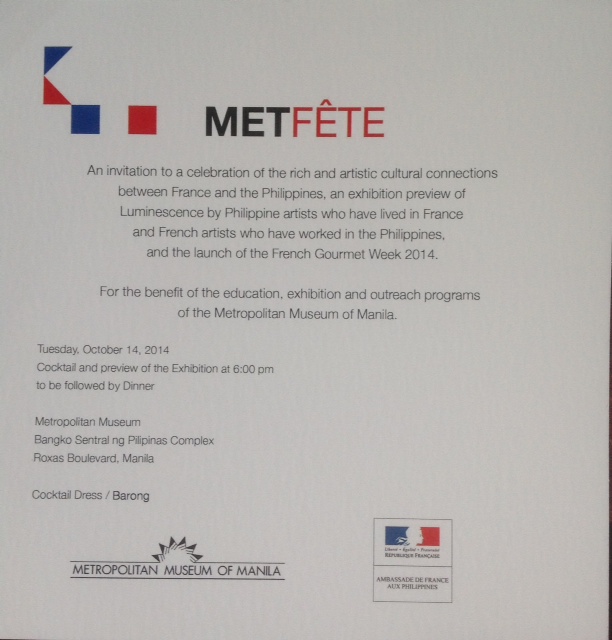 METFÊTE
An invitation to a celebration of the rich and artistic cultural connections
between France and the Philippines, an exhibition preview of
Luminescence by Philippine artists who have lived in France
and French artists who have worked in the Philippines,
and the launch of the French Gourmet Week 2014.
For the benefit of the education, exhibition and outreach programs
of the Metropolitan Museum of Manila.
Tuesday, October 14, 2014
Cocktail and preview of the Exhibition at 6:00 pm
to be followed by Dinner
Metropolitan Museum
Bangko Sentral ng Pilipinas Complex
Roxas Boulevard, Manila
Cocktail Dress / Barong
METROPOLITAN MUSEUM OF MANILA
Liberté • Égalité • Fraternité
RÉPUBLIQUE FRANÇAISE
AMBASSADE DE FRANCE
AUX PHILIPPINES